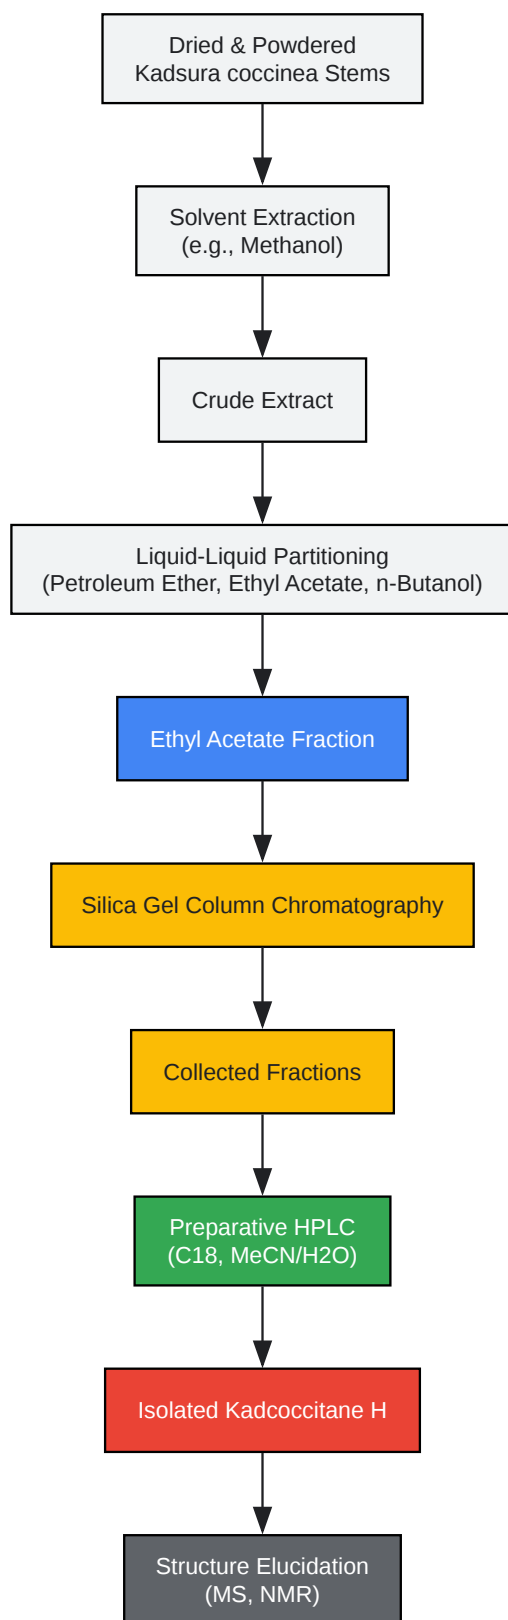 Dried & Powdered
Kadsura coccinea Stems
Solvent Extraction
(e.g., Methanol)
Crude Extract
Liquid-Liquid Partitioning
(Petroleum Ether, Ethyl Acetate, n-Butanol)
Ethyl Acetate Fraction
Silica Gel Column Chromatography
Collected Fractions
Preparative HPLC
(C18, MeCN/H2O)
Isolated Kadcoccitane H
Structure Elucidation
(MS, NMR)